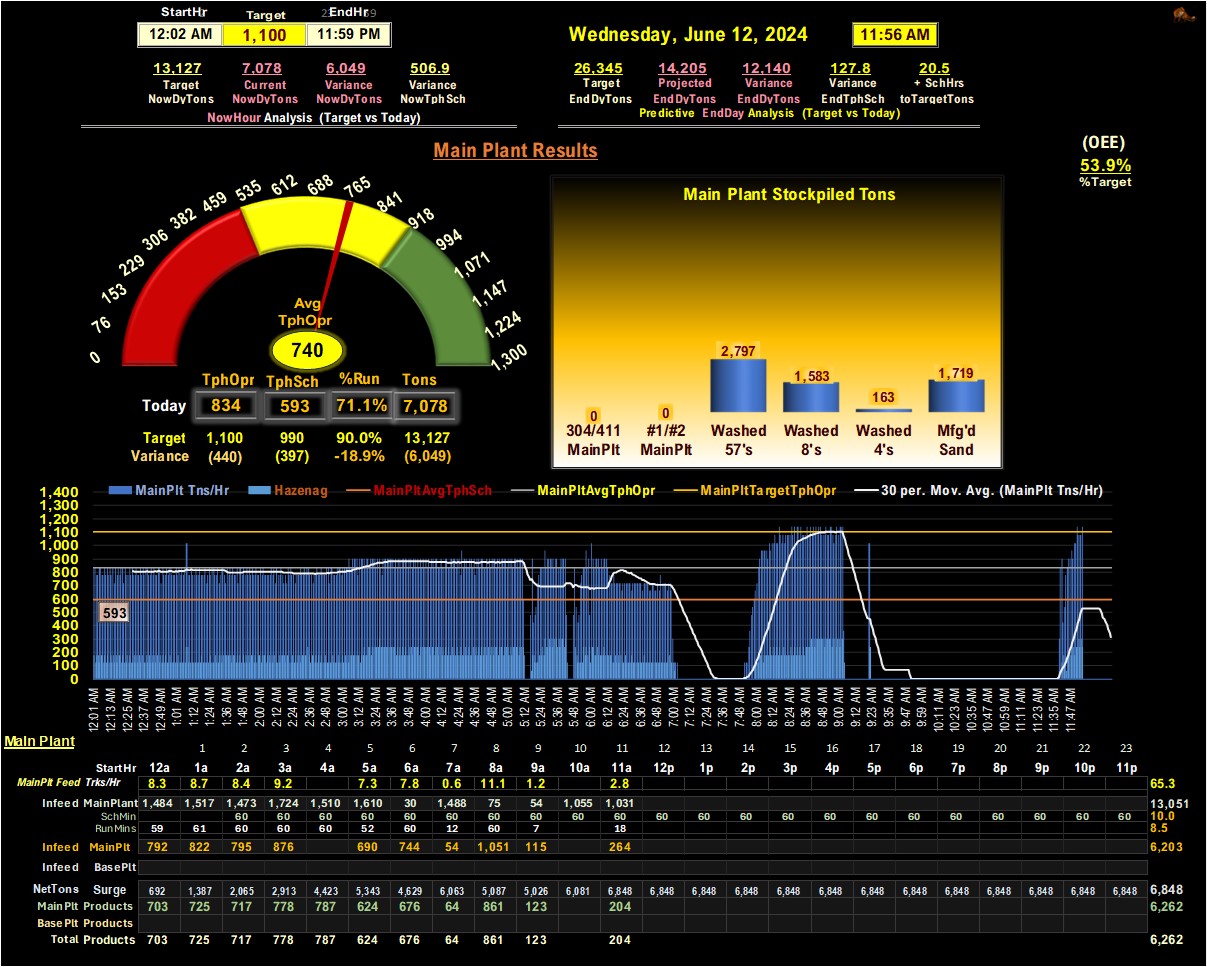 StartHr Target EndHr
12:02 AM 1,100 11:59 PM
Wednesday, June 12, 2024 11:56 AM
13,127 7,078 6,049 506.9
Target Current Variance Variance
NowDyTons NowDyTons NowDyTons NowTphSch
NowHour Analysis (Target vs Today)
26,345 14,205 12,140 127.8 20.5
Target Projected Variance Variance + SchHrs
EndDyTons EndDyTons EndDyTons EndTphSch toTargetTons
Predictive EndDay Analysis (Target vs Today)
(OEE)
53.9%
%Target
Main Plant Results
0 76 153 229 306 382 459 535 612 688 765 841 918 994 1,071 1,147 1,224 1,300
Avg
TphOpr
740
TphOpr TphSch %Run Tons
Today 834 593 71.1% 7,078
Target 1,100 990 90.0% 13,127
Variance (440) (397) -18.9% (6,049)
Main Plant Stockpiled Tons
0 0 2,797 1,583 163 1,719
304/411 #1/#2 Washed Washed Washed Mfg'd
MainPlt MainPlt 57's 8's 4's Sand
MainPlt Tns/Hr Hazenag MainPltAvgTphSch MainPltAvgTphOpr MainPltTargetTphOpr 30 per. Mov. Avg. (MainPlt Tns/Hr)
1,400
1,300
1,200
1,100
1,000
900
800
700
600
500
400
300
200
100
0
593
12:01 AM 12:13 AM 12:25 AM 12:37 AM 12:49 AM 1:01 AM 1:12 AM 1:24 AM 1:36 AM 1:48 AM 2:00 AM 2:12 AM 2:24 AM 2:36 AM 2:48 AM 3:00 AM 3:12 AM 3:24 AM 3:36 AM 3:48 AM 4:00 AM 4:12 AM 4:24 AM 4:36 AM 4:48 AM 5:00 AM 5:12 AM 5:24 AM 5:36 AM 5:48 AM 6:00 AM 6:12 AM 6:24 AM 6:36 AM 6:48 AM 7:00 AM 7:12 AM 7:24 AM 7:36 AM 7:48 AM 8:24 AM 8:36 AM 8:48 AM 9:00 AM 9:12 AM 9:23 AM 9:35 AM 9:47 AM 9:59 AM 10:11 AM 10:23 AM 10:35 AM 10:47 AM 10:59 AM 11:11 AM 11:23 AM 11:35 AM 11:47 AM
Main Plant
1 2 3 4 5 6 7 8 9 10 11 12 13 14 15 16 17 18 19 20 21 22 23
StartHr 12a 1a 2a 3a 4a 5a 6a 7a 8a 9a 10a 11a 12p 1p 2p 3p 4p 5p 6p 7p 8p 9p 10p 11p
MainPlt Feed Trks/Hr 8.3 8.7 8.4 9.2 7.3 7.8 0.6 11.1 1.2 2.8 65.3
Infeed MainPlant 1,484 1,517 1,473 1,724 1,510 1,610 30 1,488 75 54 1,055 1,031 13,051
SchMin 60 60 60 60 60 60 60 60 60 60 60 60 60 60 60 60 60 60 60 60 60 60 10.0
RunMins 59 61 60 60 60 52 60 12 60 7 18 8.5
Infeed MainPlt 792 822 795 876 690 744 54 1,051 115 264 6,203
Infeed BasePlt
NetTons Surge 692 1,387 2,065 2,913 4,423 5,343 4,629 6,063 5,087 5,026 6,081 6,848 6,848 6,848 6,848 6,848 6,848 6,848 6,848 6,848 6,848 6,848 6,848 6,848 6,848
MainPlt Products 703 725 717 778 787 624 676 64 861 123 204 6,262
BasePlt Products
Total Products 703 725 717 778 787 624 676 64 861 123 204 6,262